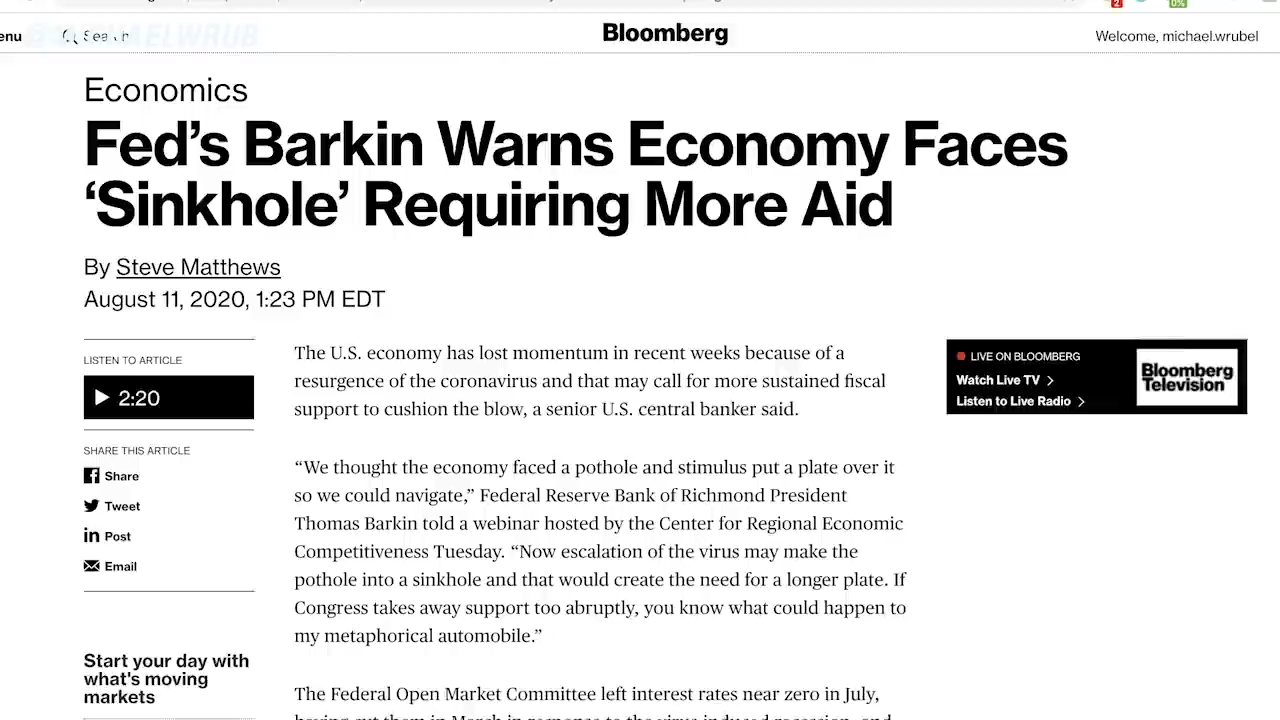 2
0%
enu
@MICHAELWRUB
Search
Bloomberg
Welcome, michael.wrubel
Economics
Fed’s Barkin Warns Economy Faces
‘Sinkhole’ Requiring More Aid
By Steve Matthews
August 11, 2020, 1:23 PM EDT
LISTEN TO ARTICLE
2:20
SHARE THIS ARTICLE
Share
Tweet
Post
Email
Start your day with
what's moving
markets
The U.S. economy has lost momentum in recent weeks because of a
resurgence of the coronavirus and that may call for more sustained fiscal
support to cushion the blow, a senior U.S. central banker said.
“We thought the economy faced a pothole and stimulus put a plate over it
so we could navigate,” Federal Reserve Bank of Richmond President
Thomas Barkin told a webinar hosted by the Center for Regional Economic
Competitiveness Tuesday. “Now escalation of the virus may make the
pothole into a sinkhole and that would create the need for a longer plate. If
Congress takes away support too abruptly, you know what could happen to
my metaphorical automobile.”
The Federal Open Market Committee left interest rates near zero in July,
LIVE ON BLOOMBERG
Watch Live TV
Listen to Live Radio
Bloomberg
Television